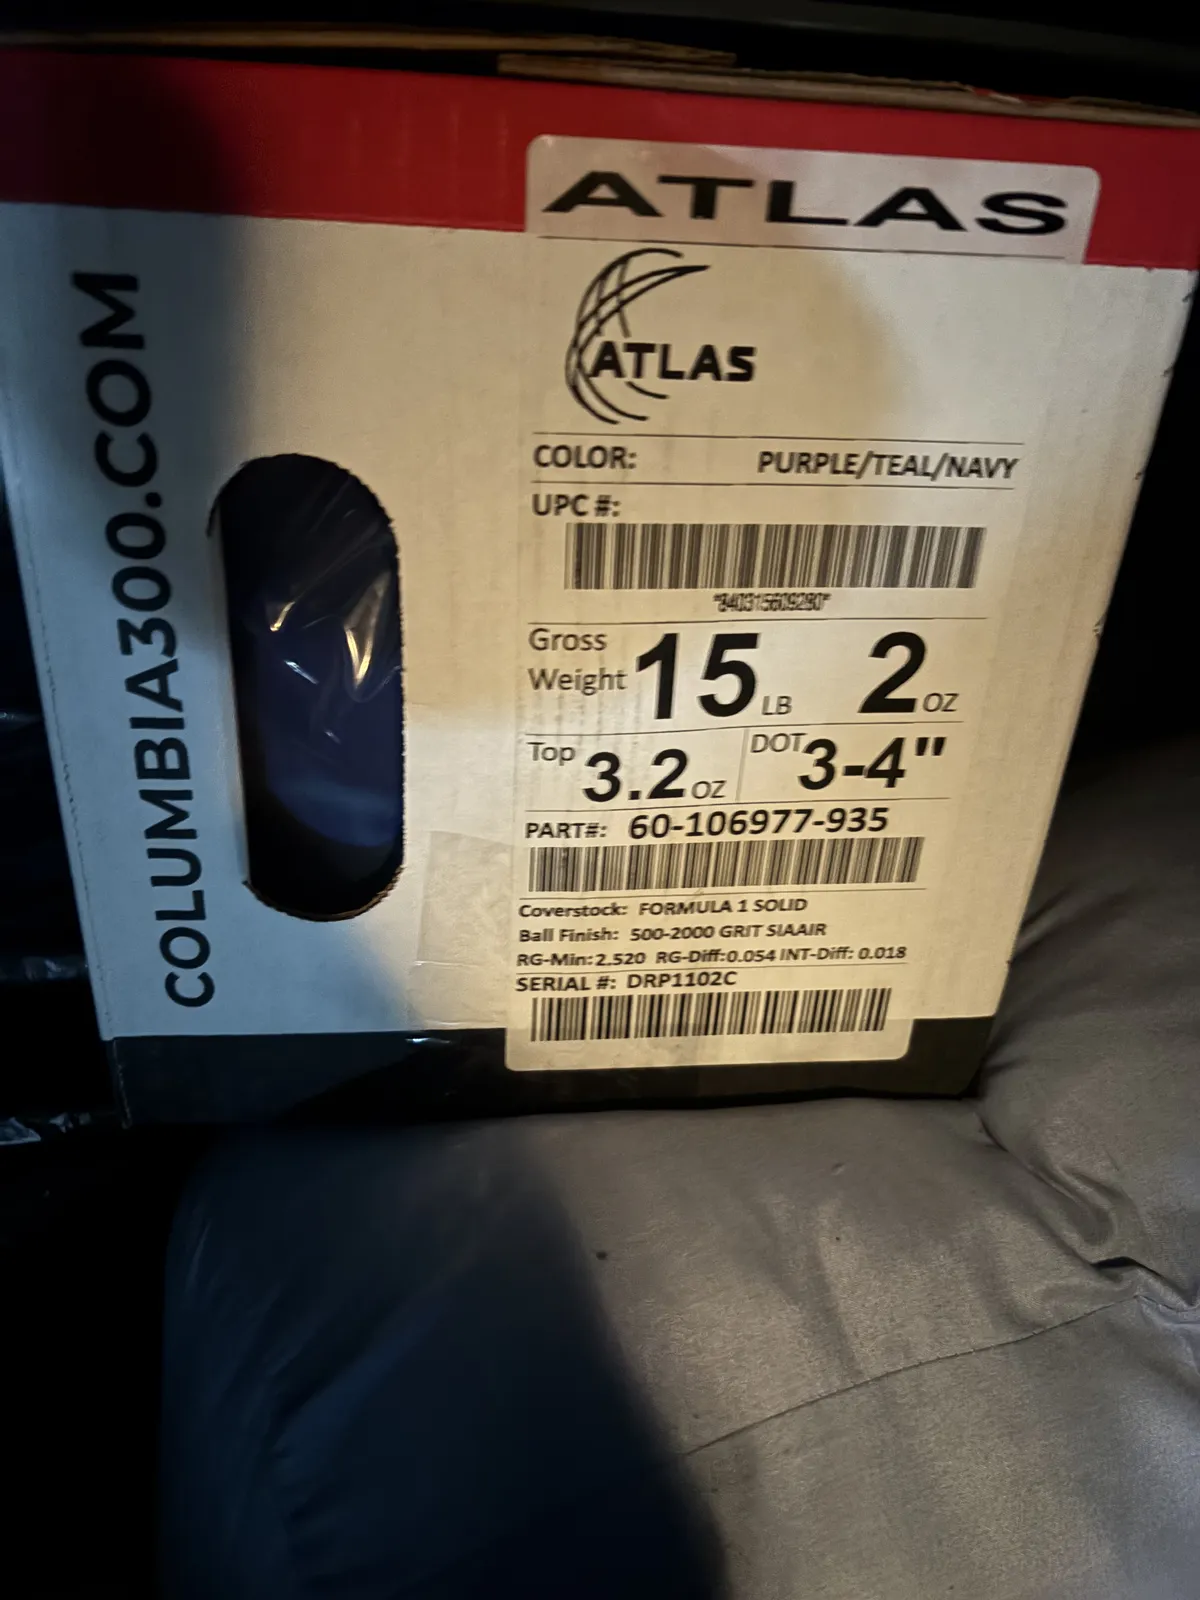 COLUMBIA300.COM
ATLAS
ATLAS
COLOR: PURPLE/TEAL/NAVY
UPC #:
*840315609280*
Gross Weight 15 LB 2 OZ
Top 3.2 OZ DOT 3-4"
PART#: 60-106977-935
Coverstock: FORMULA 1 SOLID
Ball Finish: 500-2000 GRIT SIAAIR
RG-Min: 2.520 RG-Diff: 0.054 INT-Diff: 0.018
SERIAL #: DRP1102C